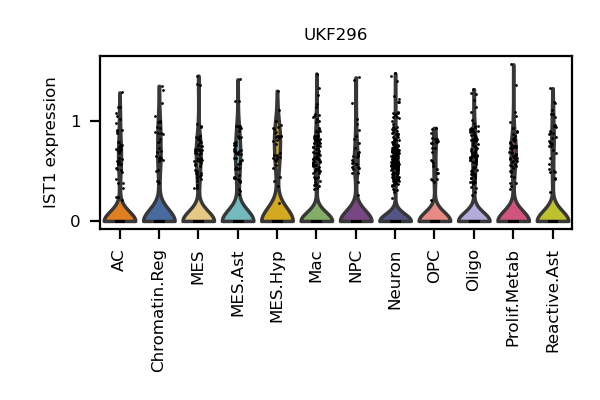 UKF296
IST1 expression
1
0
AC
Chromatin.Reg
MES
MES.Ast
MES.Hyp
Mac
NPC
Neuron
OPC
Oligo
Prolif.Metab
Reactive.Ast